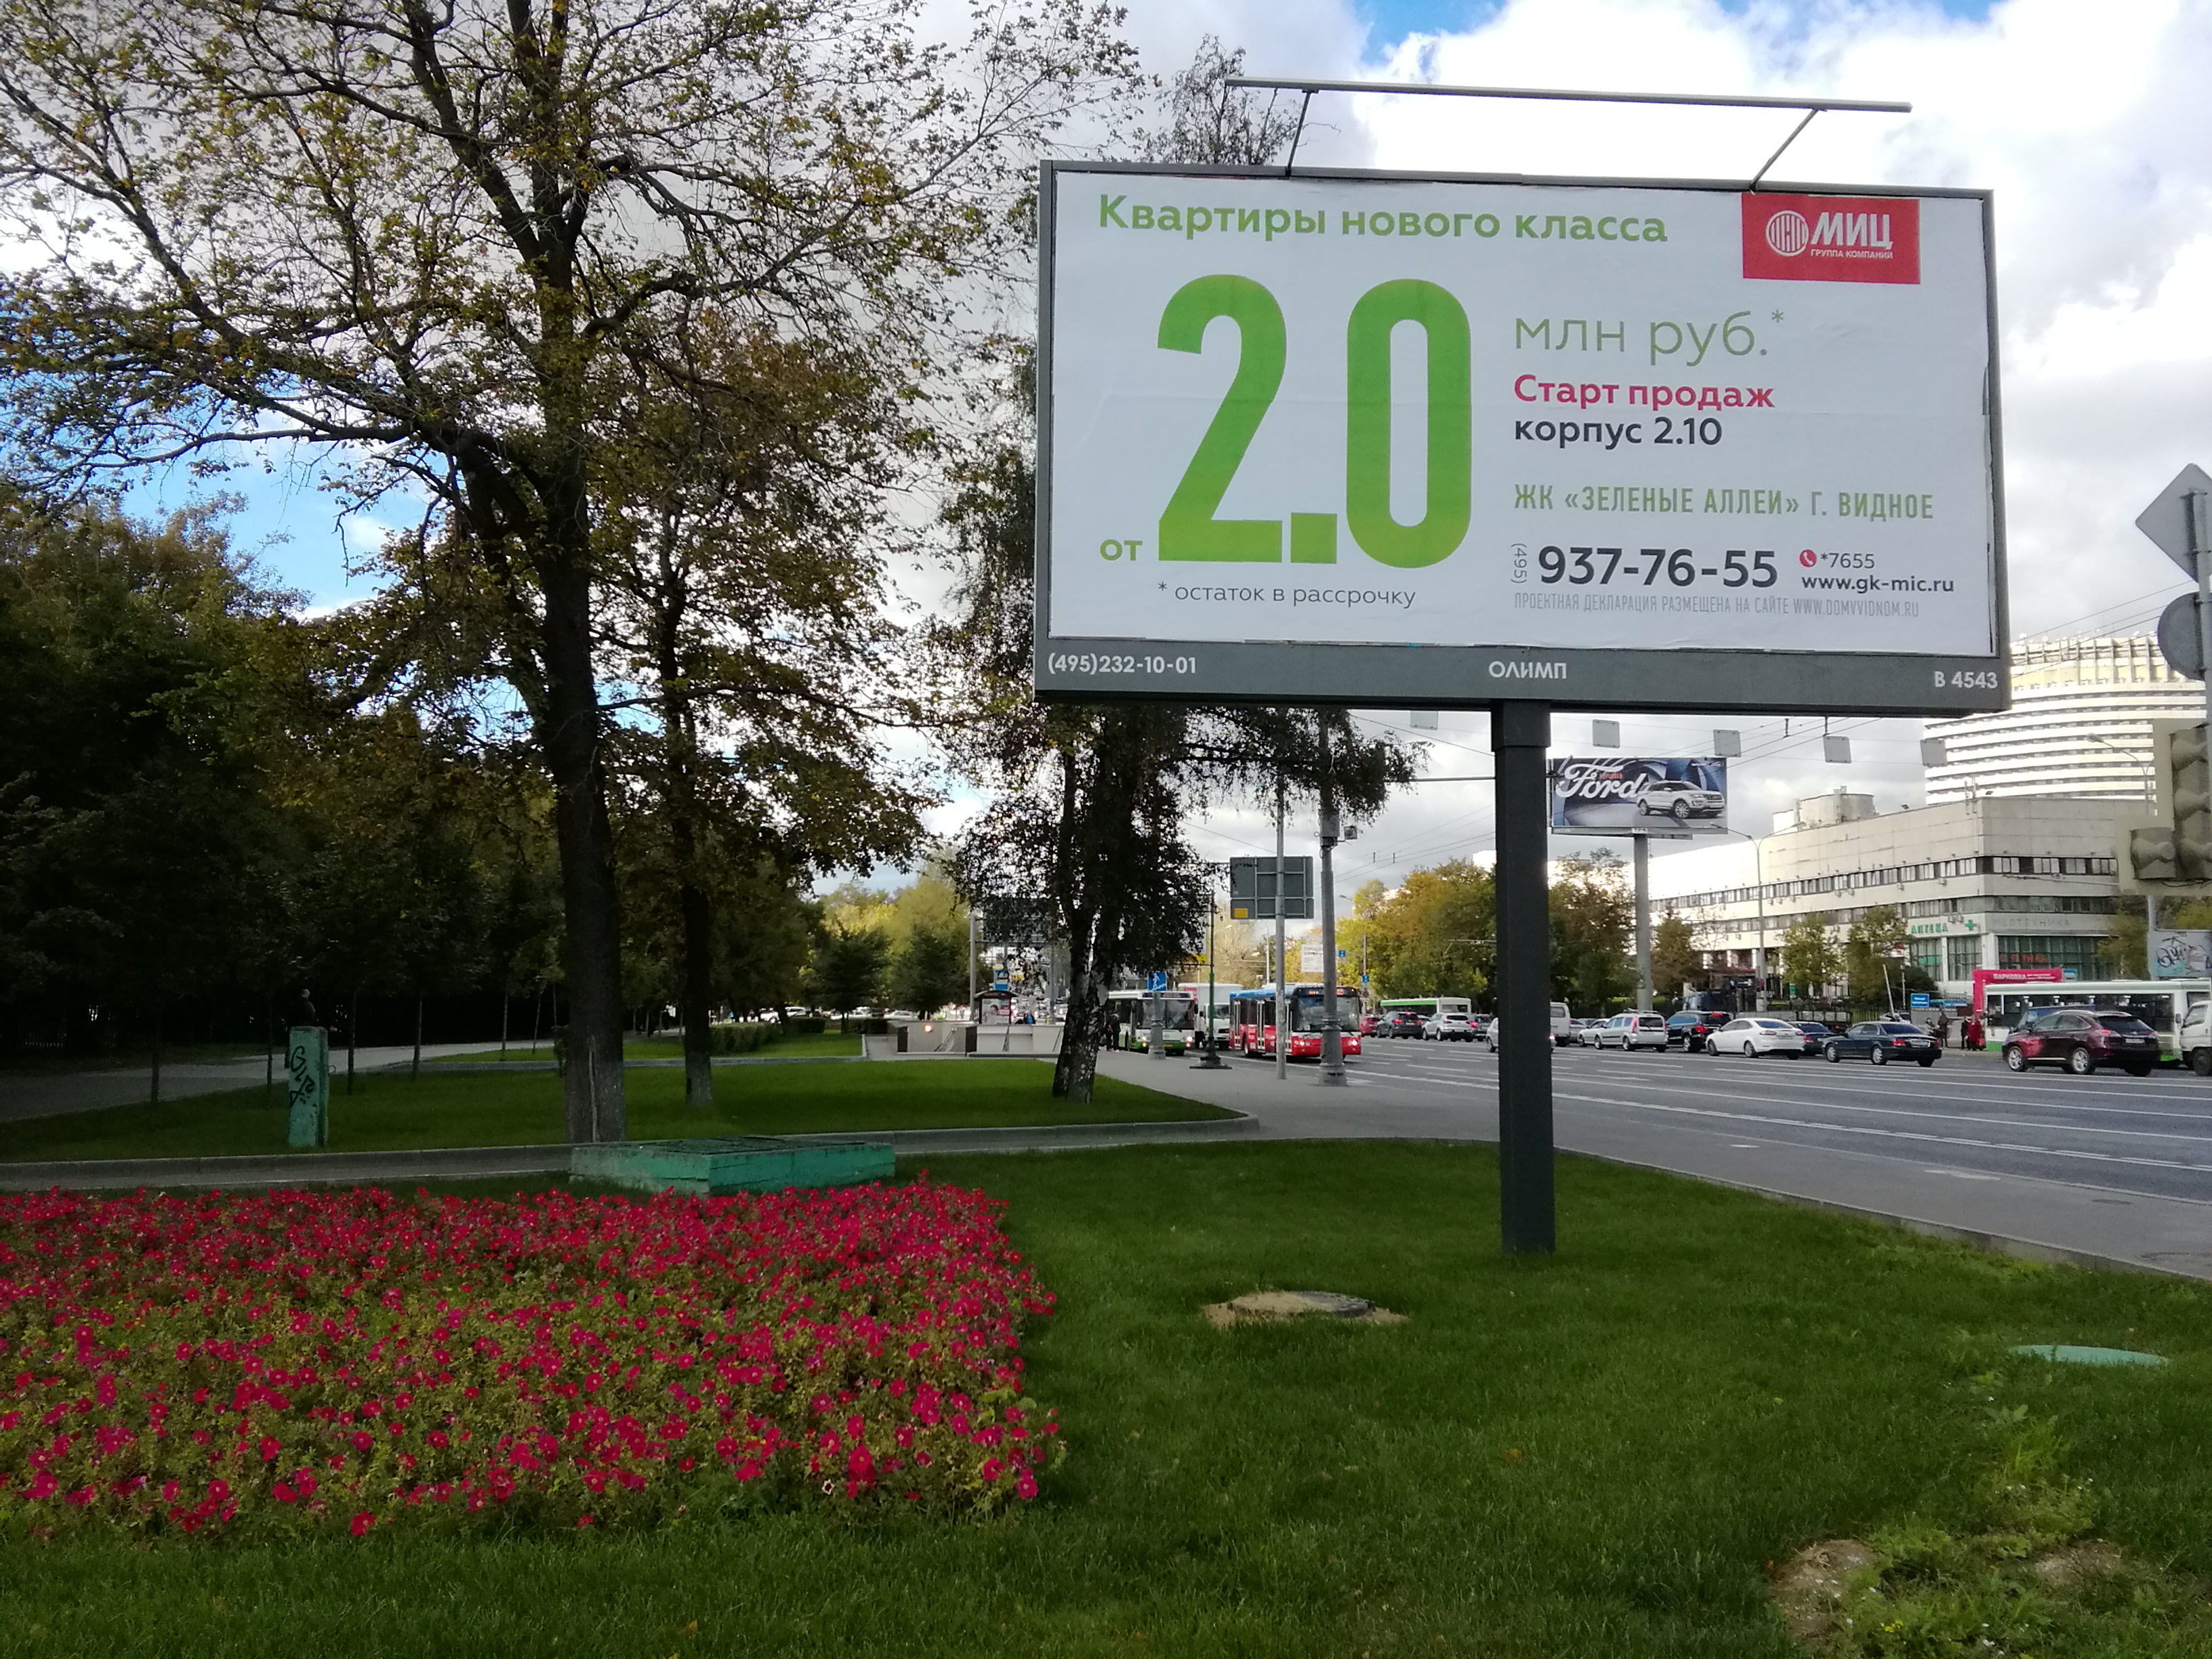 Квартиры нового класса
МИЦ
ГРУППА КОМПАНИЙ
от 2.0 млн руб.*
Старт продаж
корпус 2.10
ЖК «ЗЕЛЕНЫЕ АЛЛЕИ» Г. ВИДНОЕ
(495) 937-76-55 *7655
www.gk-mic.ru
* остаток в рассрочку
ПРОЕКТНАЯ ДЕКЛАРАЦИЯ РАЗМЕЩЕНА НА САЙТЕ WWW.DOMVVIDNOM.RU
(495)232-10-01 ОЛИМП В 4543
Ford
АПТЕКА